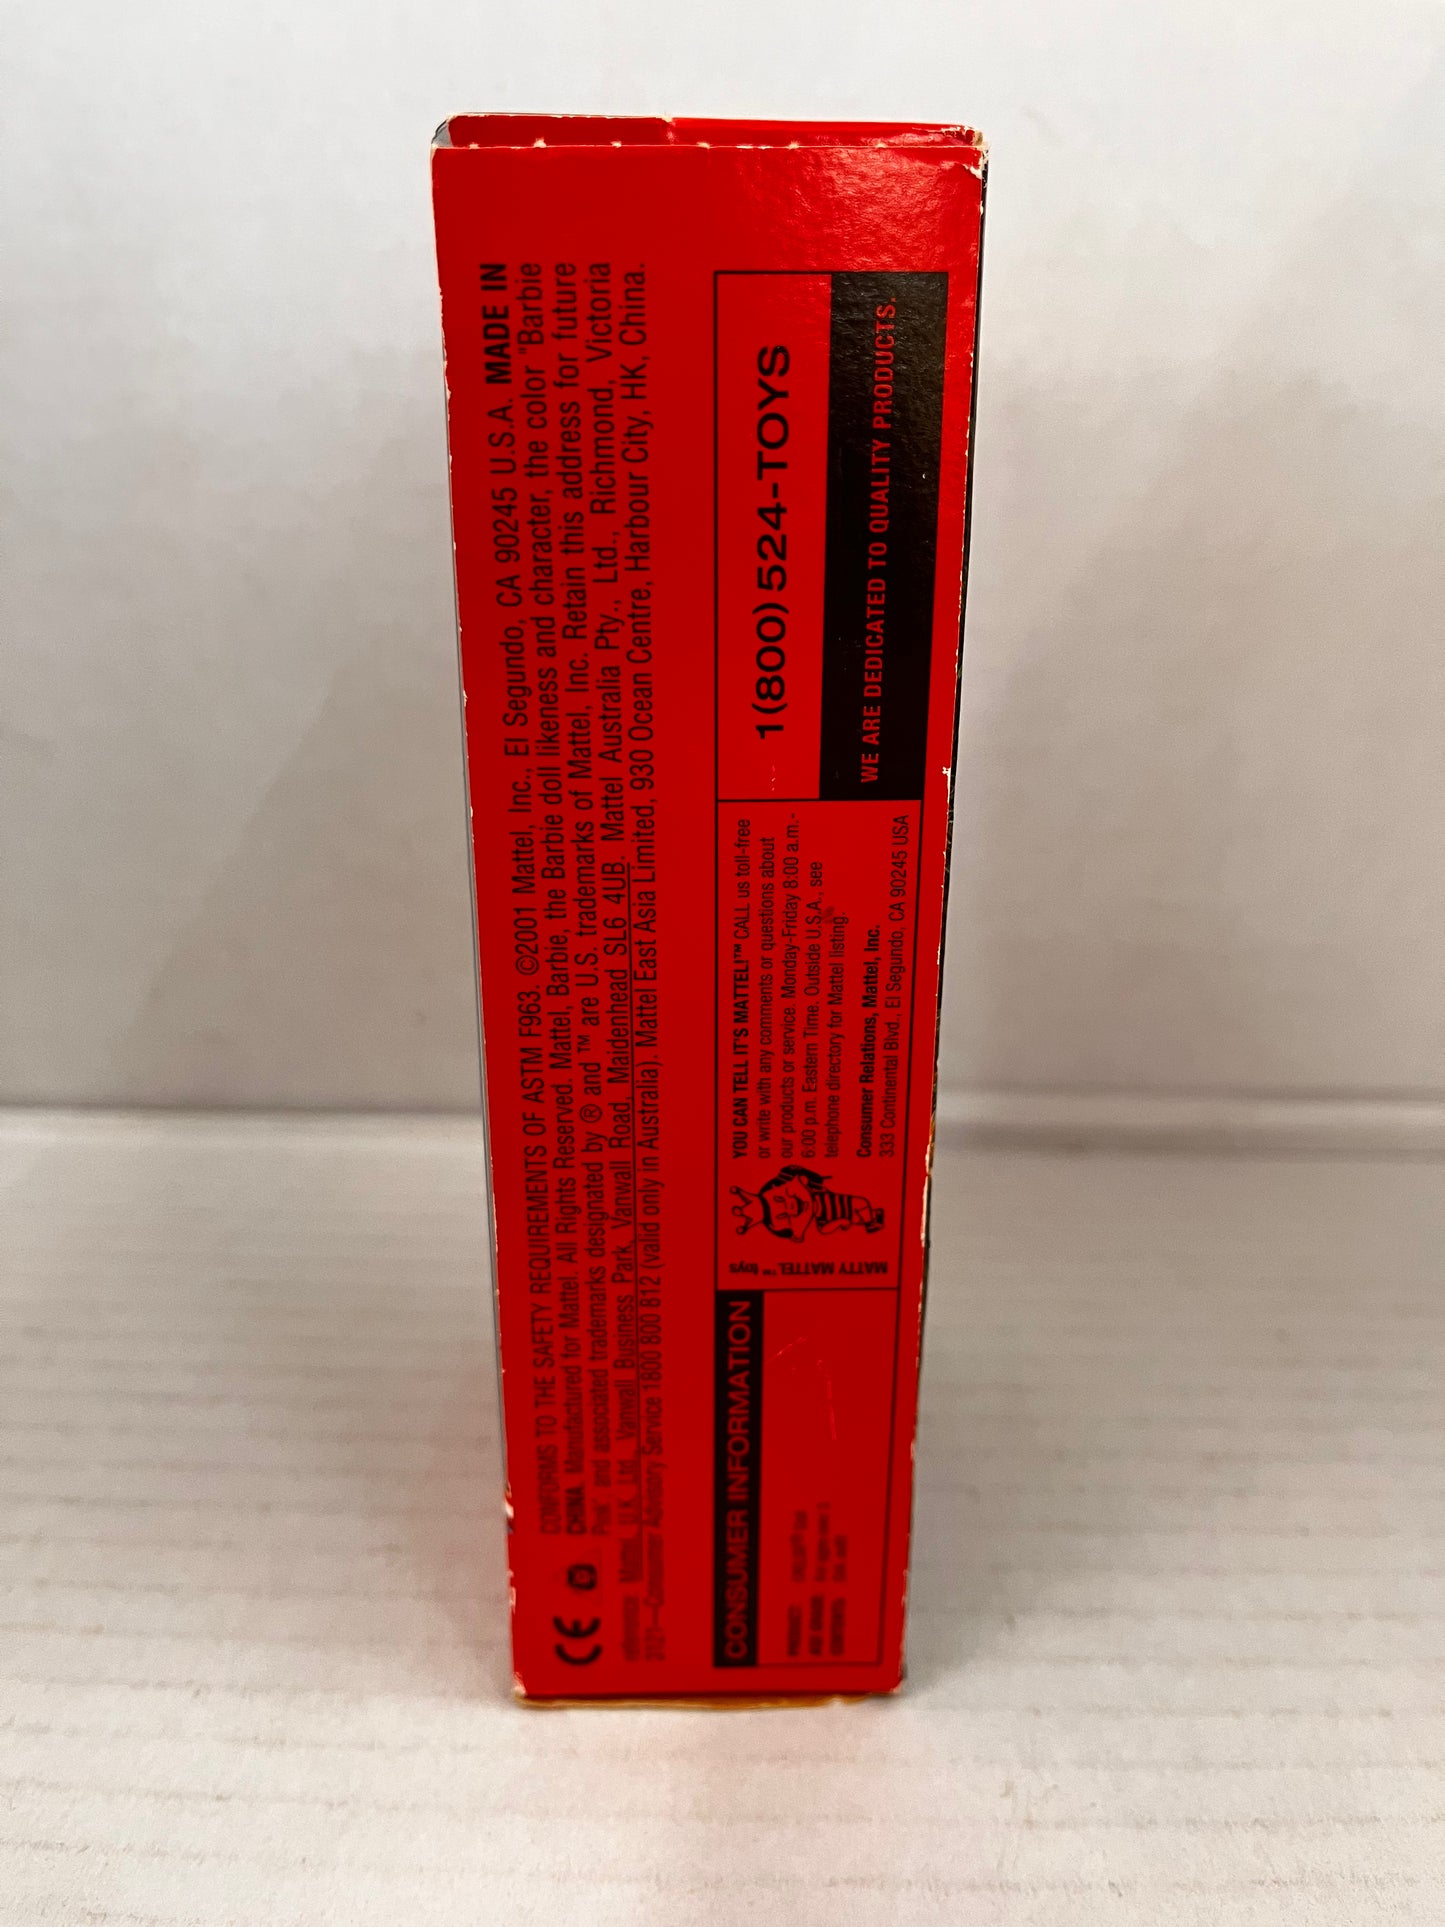 CONFORMS TO THE SAFETY REQUIREMENTS OF ASTM F963. ©2001 Mattel, Inc., El Segundo, CA 90245 U.S.A. MADE IN
CHINA. Manufactured for Mattel. All Rights Reserved. Mattel, Barbie, the Barbie doll likeness and character, the color "Barbie
Pink" and associated trademarks designated by ® and ™ are U.S. trademarks of Mattel, Inc. Retain this address for future
reference: Mattel U.K. Ltd., Vanwall Business Park, Vanwall Road, Maidenhead SL6 4UB. Mattel Australia Pty., Ltd., Richmond, Victoria
3121—Consumer Advisory Service 1800 800 812 (valid only in Australia). Mattel East Asia Limited, 930 Ocean Centre, Harbour City, HK, China.
CE
CONSUMER INFORMATION
PRODUCT:
CONTENTS:
MATTY MATTEL™ toys
YOU CAN TELL IT'S MATTEL!™ CALL us toll-free
or write with any comments or questions about
our products or service. Monday-Friday 8:00 a.m.-
6:00 p.m. Eastern Time. Outside U.S.A., see
telephone directory for Mattel listing.
Consumer Relations, Mattel, Inc.
333 Continental Blvd., El Segundo, CA 90245 USA
1(800)524-TOYS
WE ARE DEDICATED TO QUALITY PRODUCTS.